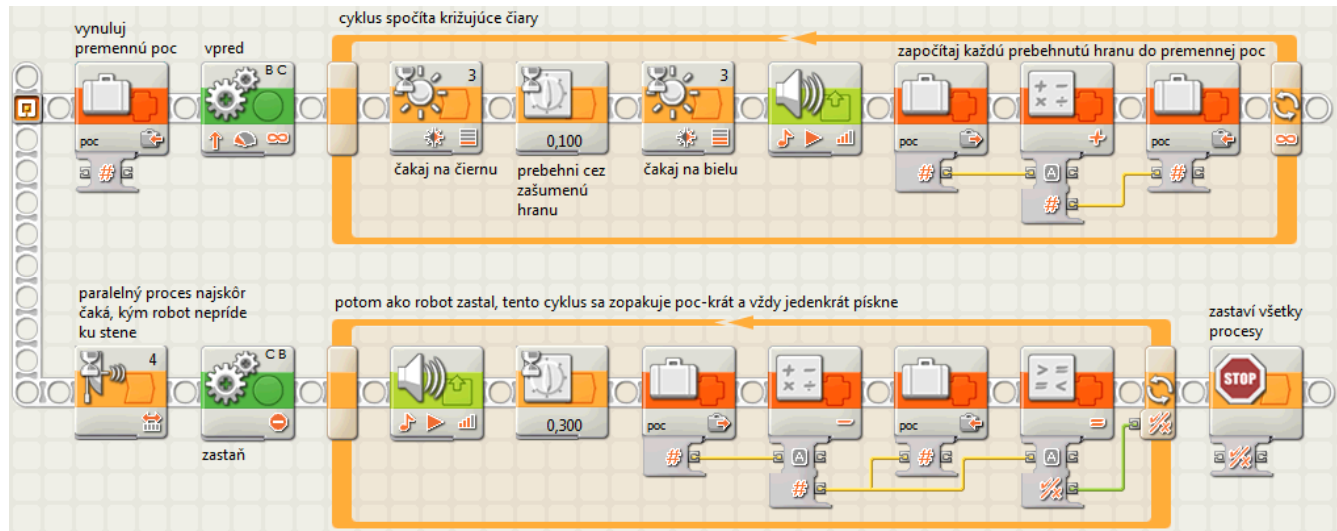 cyklus spočíta križujúce čiary
vynuluj
premennú poc
vpred
započítaj každú prebehnutú hranu do premennej poc
B C
3
3
poc
0,100
poc
poc
čakaj na čiernu
prebehni cez
zašumenú
hranu
čakaj na bielu
paralelný proces najskôr
čaká, kým robot nepríde
ku stene
potom ako robot zastal, tento cyklus sa zopakuje poc-krát a vždy jedenkrát pískne
zastaví všetky
procesy
4
C B
STOP
0,300
poc
poc
zastaň